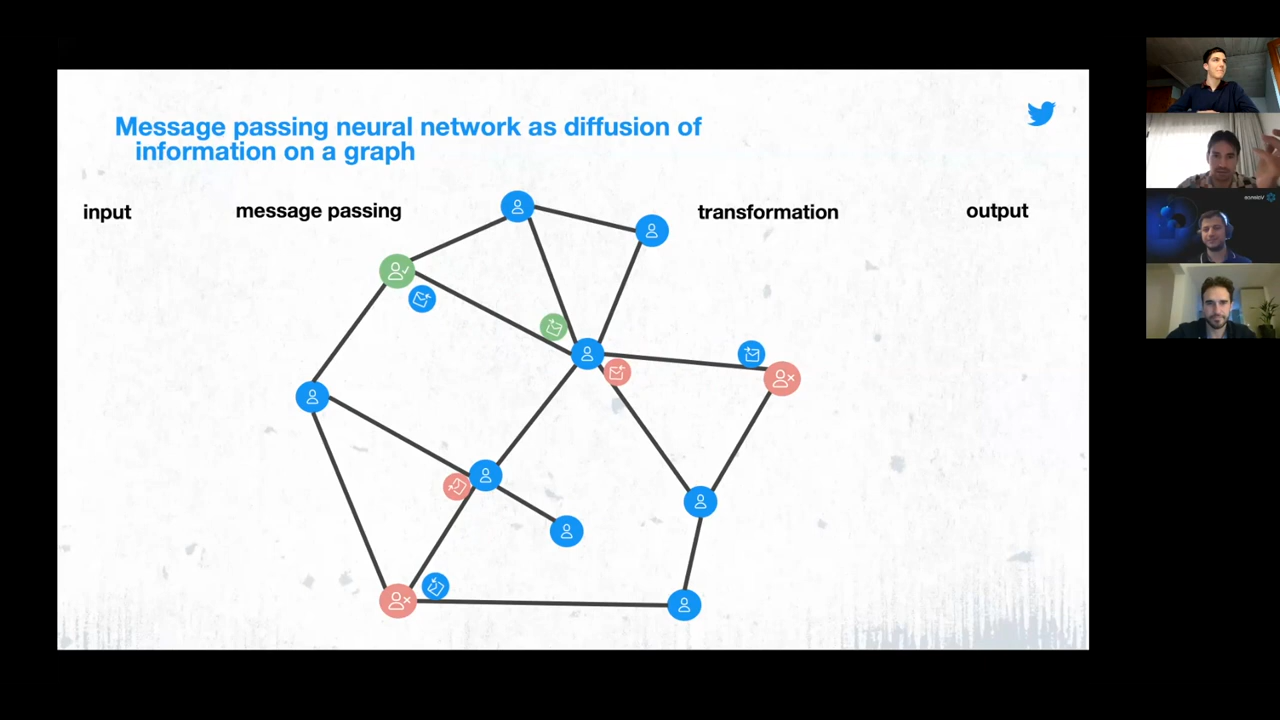 Message passing neural network as diffusion of
information on a graph
input
message passing
transformation
output